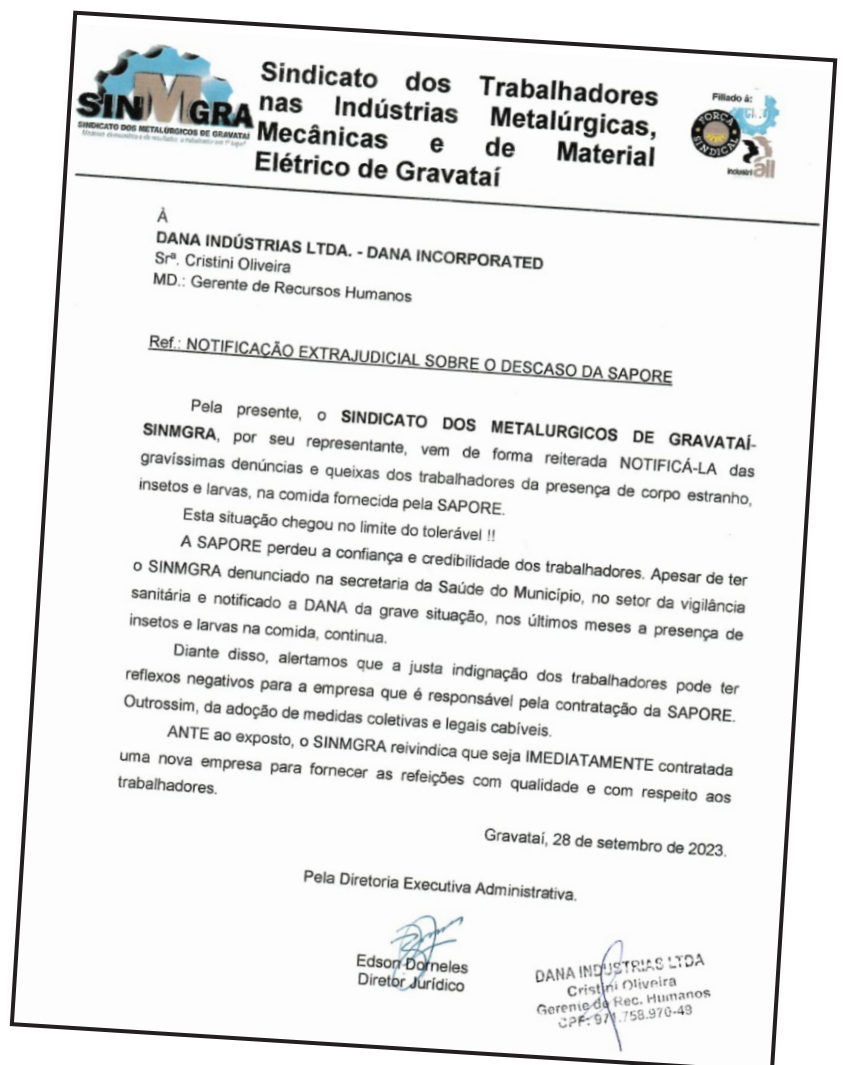 SINMGRA
SINDICATO DOS METALÚRGICOS DE GRAVATAÍ
Sindicato dos Trabalhadores
nas Indústrias Metalúrgicas,
Mecânicas e de Material
Elétrico de Gravataí
Filiado à:
FORÇA
SINDICAL
industriall
À
DANA INDÚSTRIAS LTDA. - DANA INCORPORATED
Srª. Cristini Oliveira
MD.: Gerente de Recursos Humanos
Ref.: NOTIFICAÇÃO EXTRAJUDICIAL SOBRE O DESCASO DA SAPORE
Pela presente, o SINDICATO DOS METALURGICOS DE GRAVATAÍ-
SINMGRA, por seu representante, vem de forma reiterada NOTIFICÁ-LA das
gravíssimas denúncias e queixas dos trabalhadores da presença de corpo estranho,
insetos e larvas, na comida fornecida pela SAPORE.
Esta situação chegou no limite do tolerável !!
A SAPORE perdeu a confiança e credibilidade dos trabalhadores. Apesar de ter
o SINMGRA denunciado na secretaria da Saúde do Município, no setor da vigilância
sanitária e notificado a DANA da grave situação, nos últimos meses a presença de
insetos e larvas na comida, continua.
Diante disso, alertamos que a justa indignação dos trabalhadores pode ter
reflexos negativos para a empresa que é responsável pela contratação da SAPORE.
Outrossim, da adoção de medidas coletivas e legais cabíveis.
ANTE ao exposto, o SINMGRA reivindica que seja IMEDIATAMENTE contratada
uma nova empresa para fornecer as refeições com qualidade e com respeito aos
trabalhadores.
Gravataí, 28 de setembro de 2023.
Pela Diretoria Executiva Administrativa.
Edson Dorneles
Diretor Jurídico
DANA INDUSTRIAS LTDA
Cristini Oliveira
Gerente de Rec. Humanos
CPF: 971.758.970-49